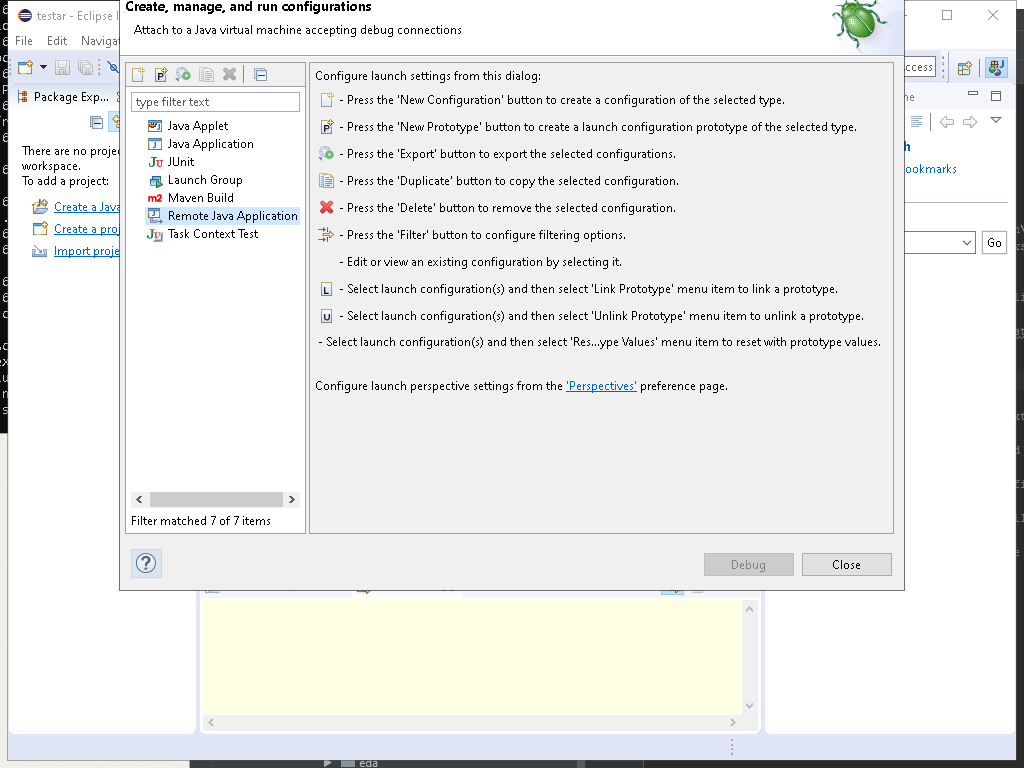 Create, manage, and run configurations
Attach to a Java virtual machine accepting debug connections
testar - Eclipse I
File Edit Navigat
Package Exp...
There are no projec
workspace.
To add a project:
Create a Java
Create a proj
Import proje
type filter text
Java Applet
Java Application
JUnit
Launch Group
Maven Build
Remote Java Application
Task Context Test
Filter matched 7 of 7 items
Configure launch settings from this dialog:
- Press the 'New Configuration' button to create a configuration of the selected type.
- Press the 'New Prototype' button to create a launch configuration prototype of the selected type.
- Press the 'Export' button to export the selected configurations.
- Press the 'Duplicate' button to copy the selected configuration.
- Press the 'Delete' button to remove the selected configuration.
- Press the 'Filter' button to configure filtering options.
- Edit or view an existing configuration by selecting it.
- Select launch configuration(s) and then select 'Link Prototype' menu item to link a prototype.
- Select launch configuration(s) and then select 'Unlink Prototype' menu item to unlink a prototype.
- Select launch configuration(s) and then select 'Res...ype Values' menu item to reset with prototype values.
Configure launch perspective settings from the 'Perspectives' preference page.
Debug
Close
ccess
ne
h
ookmarks
Go
eda